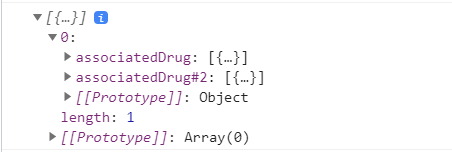 ▼[{…}] i
▼0:
▶associatedDrug: [{…}]
▶associatedDrug#2: [{…}]
▶[[Prototype]]: Object
length: 1
▶[[Prototype]]: Array(0)